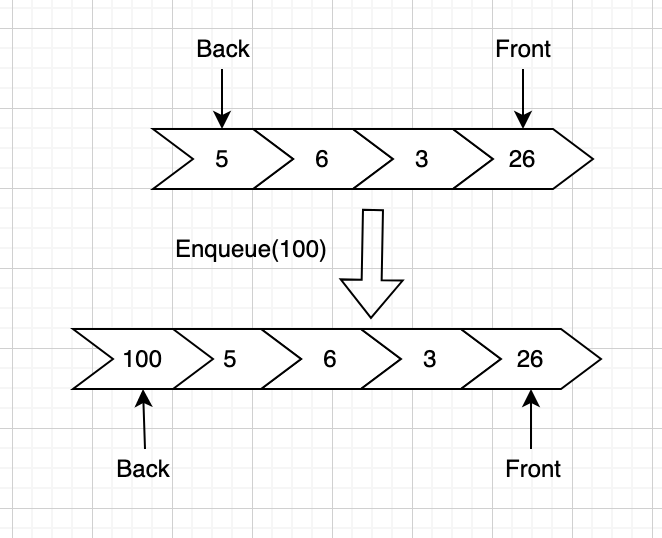 Back Front
5 6 3 26
Enqueue(100)
100 5 6 3 26
Back Front